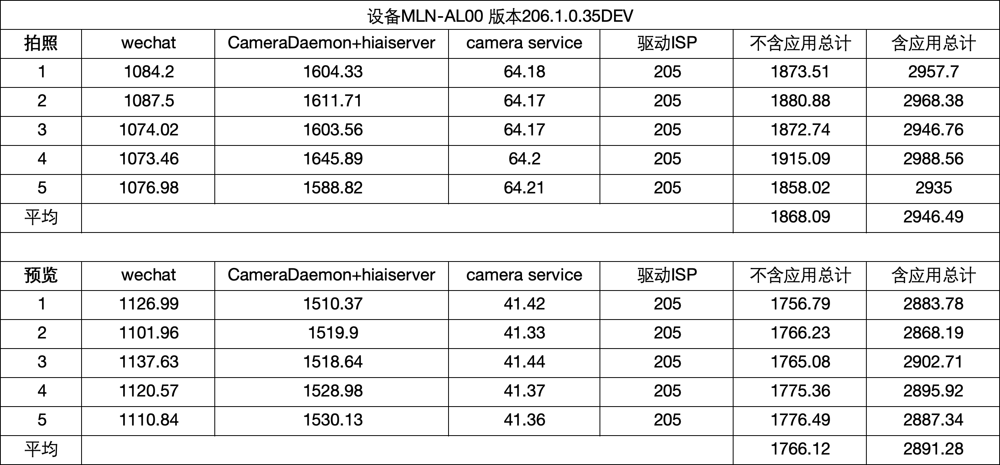 设备MLN-AL00 版本206.1.0.35DEV
拍照 wechat CameraDaemon+hiaiserver camera service 驱动ISP 不含应用总计 含应用总计
1 1084.2 1604.33 64.18 205 1873.51 2957.7
2 1087.5 1611.71 64.17 205 1880.88 2968.38
3 1074.02 1603.56 64.17 205 1872.74 2946.76
4 1073.46 1645.89 64.2 205 1915.09 2988.56
5 1076.98 1588.82 64.21 205 1858.02 2935
平均 1868.09 2946.49
预览 wechat CameraDaemon+hiaiserver camera service 驱动ISP 不含应用总计 含应用总计
1 1126.99 1510.37 41.42 205 1756.79 2883.78
2 1101.96 1519.9 41.33 205 1766.23 2868.19
3 1137.63 1518.64 41.44 205 1765.08 2902.71
4 1120.57 1528.98 41.37 205 1775.36 2895.92
5 1110.84 1530.13 41.36 205 1776.49 2887.34
平均 1766.12 2891.28